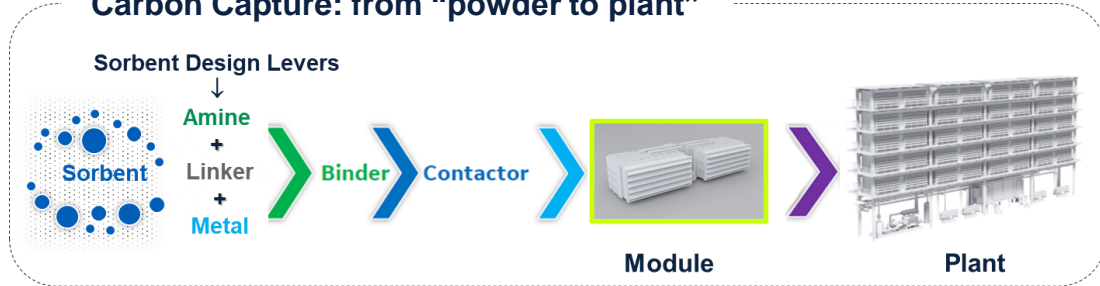 Carbon Capture: from “powder to plant”
Sorbent Design Levers
↓
Amine
+
Linker
+
Metal
Sorbent
Binder
Contactor
Module
Plant